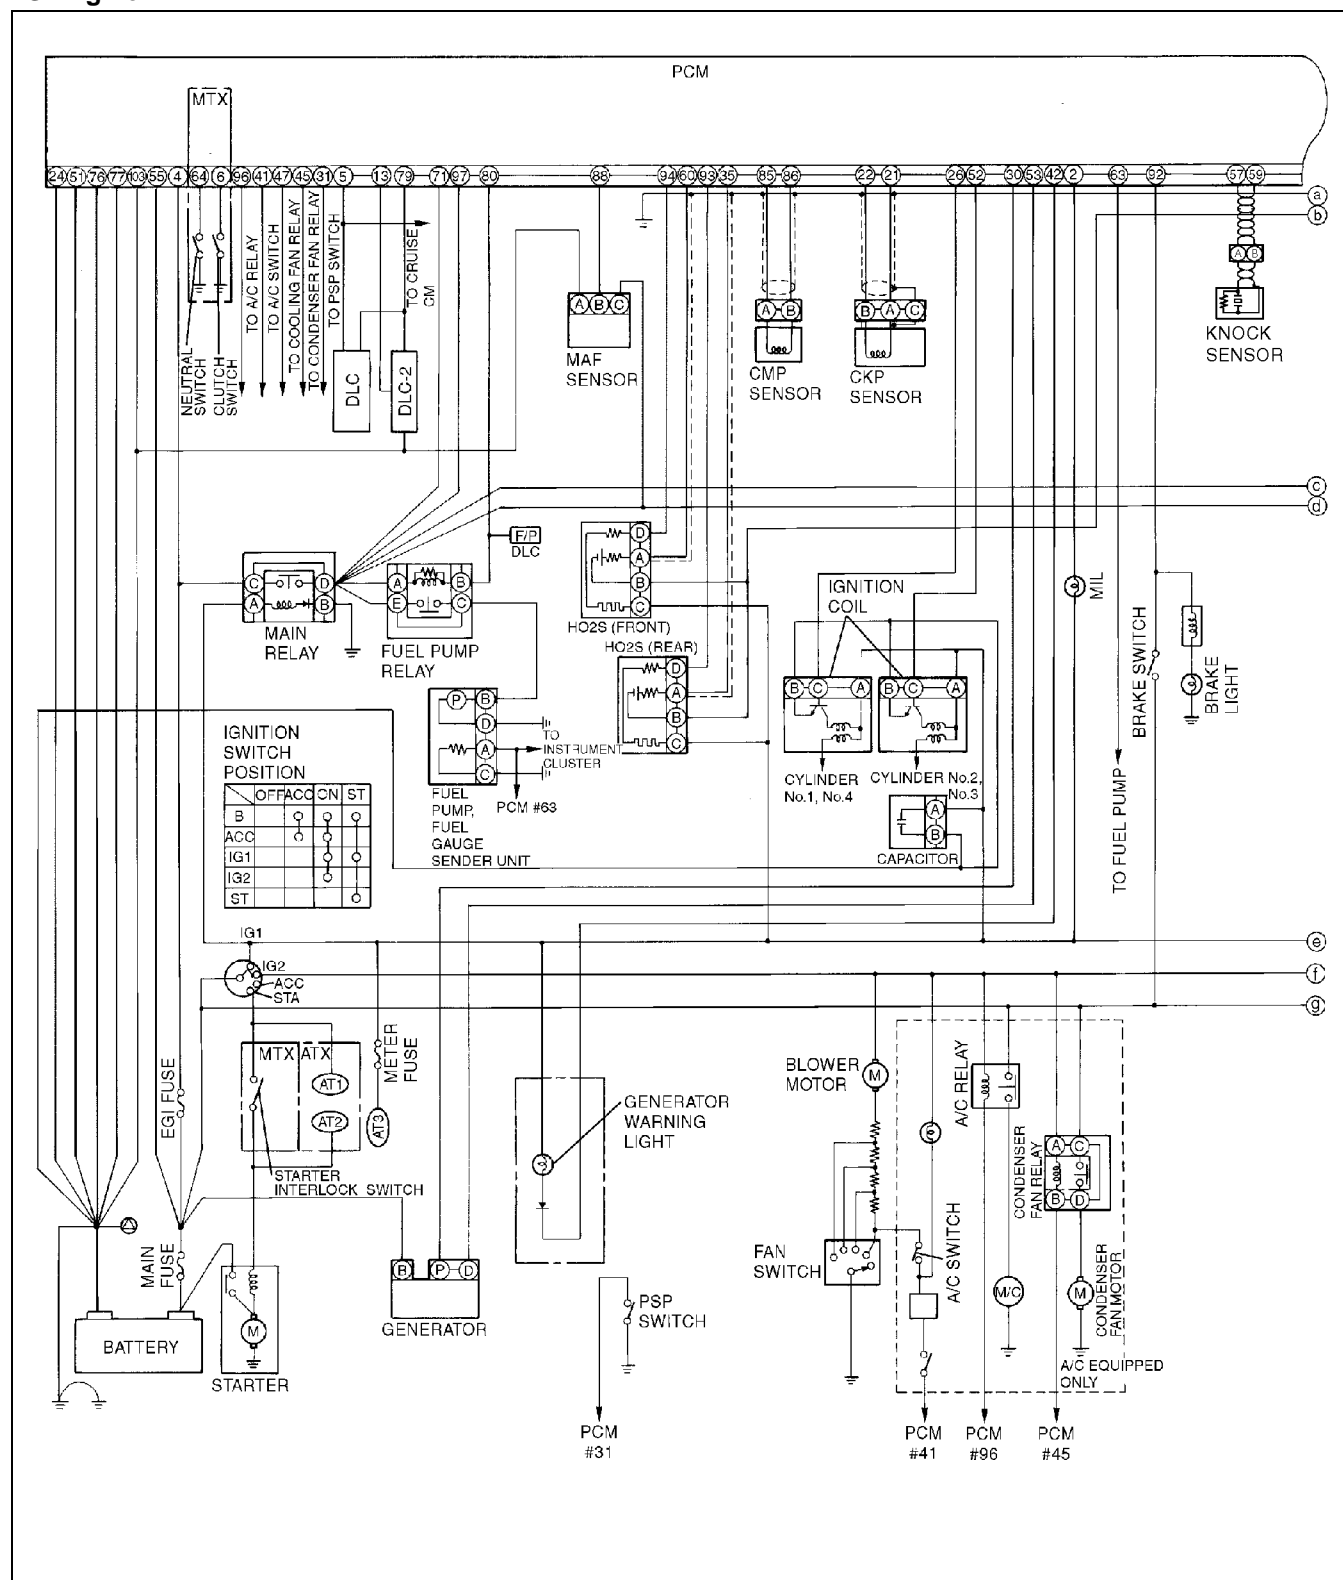 PCM
MTX
24 51 76 77 103 55 4 64 6 96 41 47 45 31 5 13 79 71 97 80 88 94 60 93 35 85 86 22 21 26 52 30 53 42 2 63 92 57 59
a
b
NEUTRAL
SWITCH
CLUTCH
SWITCH
TO A/C RELAY
TO A/C SWITCH
TO COOLING FAN RELAY
TO CONDENSER FAN RELAY
TO PSP SWITCH
TO CRUISE
CM
DLC
DLC-2
A B C
MAF
SENSOR
A B
CMP
SENSOR
B A C
CKP
SENSOR
A B
KNOCK
SENSOR
c
d
F/P
DLC
C D
A B
MAIN
RELAY
A B
E C
FUEL PUMP
RELAY
D
A
B
C
HO2S (FRONT)
HO2S (REAR)
D
A
B
C
IGNITION
COIL
B C A
B C A
CYLINDER
No.1, No.4
CYLINDER No.2,
No.3
A
B
CAPACITOR
MIL
BRAKE SWITCH
BRAKE
LIGHT
TO FUEL PUMP
P
B
D
A
C
TO
INSTRUMENT
CLUSTER
PCM #63
FUEL
PUMP,
FUEL
GAUGE
SENDER UNIT
IGNITION
SWITCH
POSITION
OFF ACC ON ST
B
ACC
IG1
IG2
ST
IG1
IG2
ACC
STA
e
f
g
MTX ATX
AT1
AT2
AT3
METER
FUSE
EGI FUSE
STARTER
INTERLOCK SWITCH
MAIN
FUSE
BATTERY
M
STARTER
B P D
GENERATOR
GENERATOR
WARNING
LIGHT
PSP
SWITCH
PCM
#31
BLOWER
MOTOR
M
FAN
SWITCH
A/C SWITCH
A/C RELAY
M/C
CONDENSER
FAN RELAY
A C
B D
M
CONDENSER
FAN MOTOR
A/C EQUIPPED
ONLY
PCM
#41
PCM
#96
PCM
#45